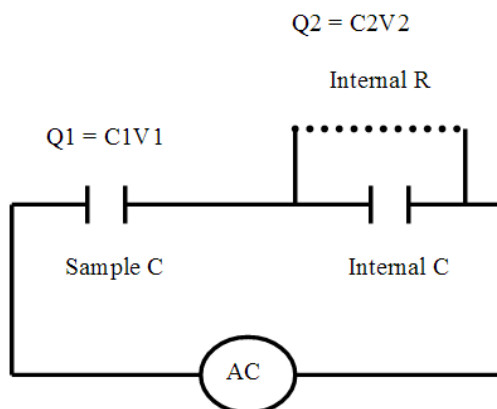 Q2 = C2V2
Internal R
Q1 = C1V1
Sample C
Internal C
AC